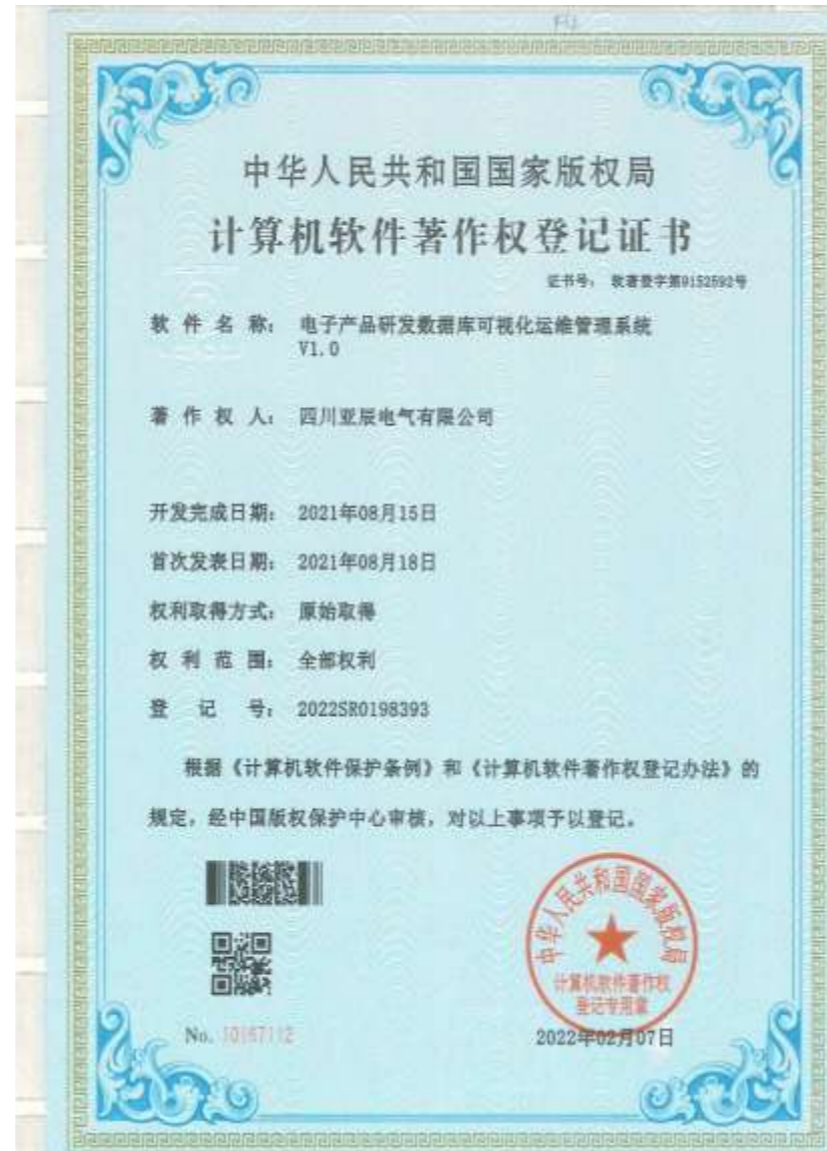 中华人民共和国国家版权局
计算机软件著作权登记证书
证书号： 软著登字第9152592号
软件名称： 电子产品研发数据库可视化运维管理系统
V1.0
著作权人： 四川亚辰电气有限公司
开发完成日期： 2021年08月15日
首次发表日期： 2021年08月18日
权利取得方式： 原始取得
权利范围： 全部权利
登记号： 2022SR0198393
根据《计算机软件保护条例》和《计算机软件著作权登记办法》的
规定，经中国版权保护中心审核，对以上事项予以登记。
中华人民共和国国家版权局
计算机软件著作权
登记专用章
No. 10167112
2022年02月07日